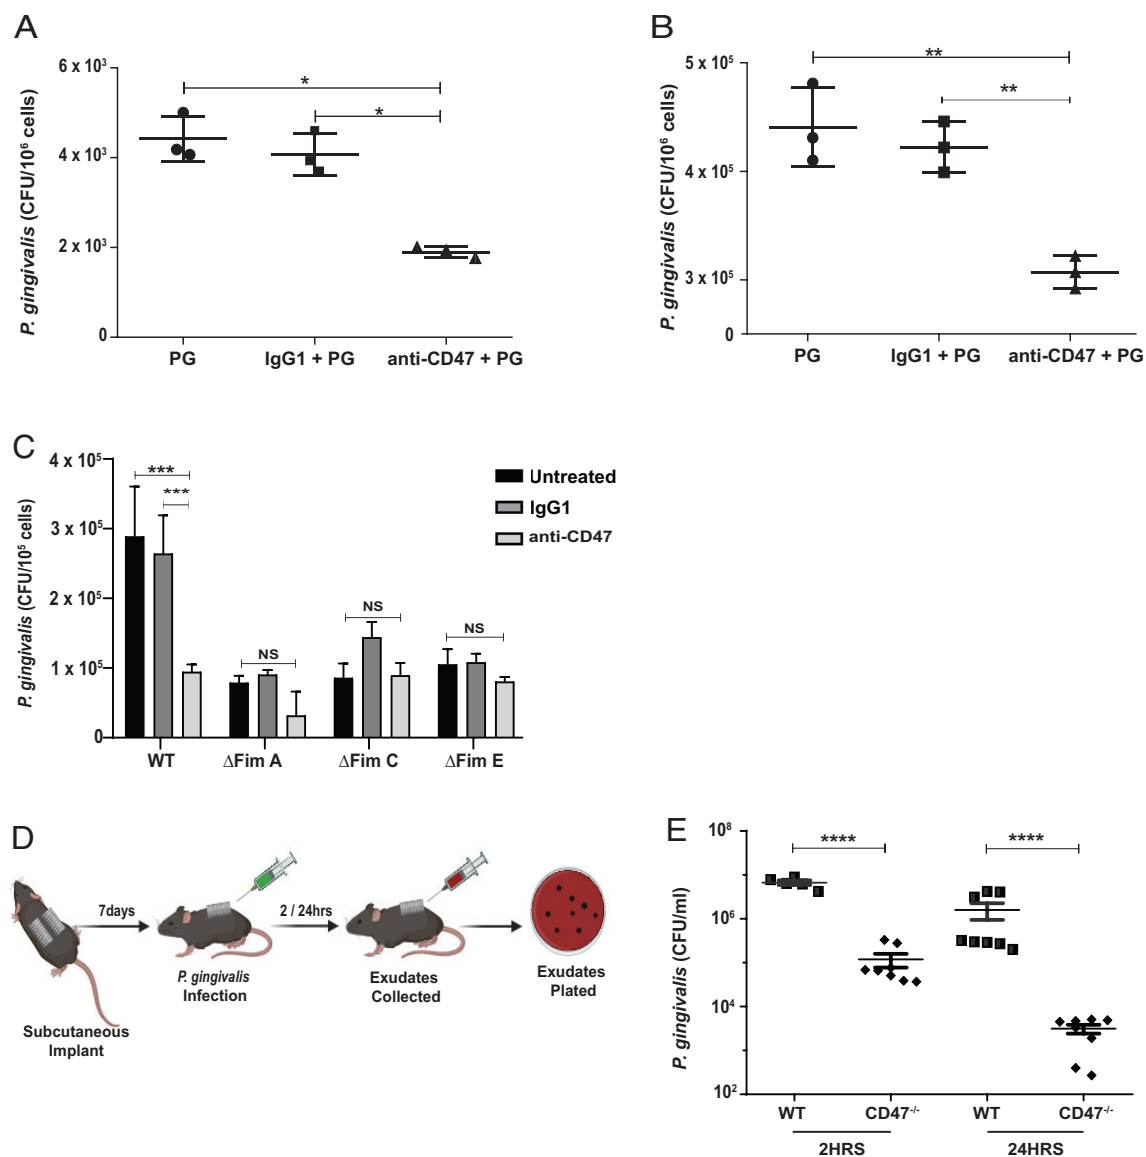 A
6 x 10³
4 x 10³
2 x 10³
0
P. gingivalis (CFU/10⁶ cells)
*
*
PG
IgG1 + PG
anti-CD47 + PG
B
5 x 10⁵
4 x 10⁵
3 x 10⁵
0
P. gingivalis (CFU/10⁶ cells)
**
**
PG
IgG1 + PG
anti-CD47 + PG
C
4 x 10⁵
3 x 10⁵
2 x 10⁵
1 x 10⁵
0
P. gingivalis (CFU/10⁵ cells)
***
***
NS
NS
NS
Untreated
IgG1
anti-CD47
WT
ΔFim A
ΔFim C
ΔFim E
D
7days
2 / 24hrs
Subcutaneous
Implant
P. gingivalis
Infection
Exudates
Collected
Exudates
Plated
E
10⁸
10⁶
10⁴
10²
P. gingivalis (CFU/ml)
****
****
WT
CD47⁻/⁻
WT
CD47⁻/⁻
2HRS
24HRS